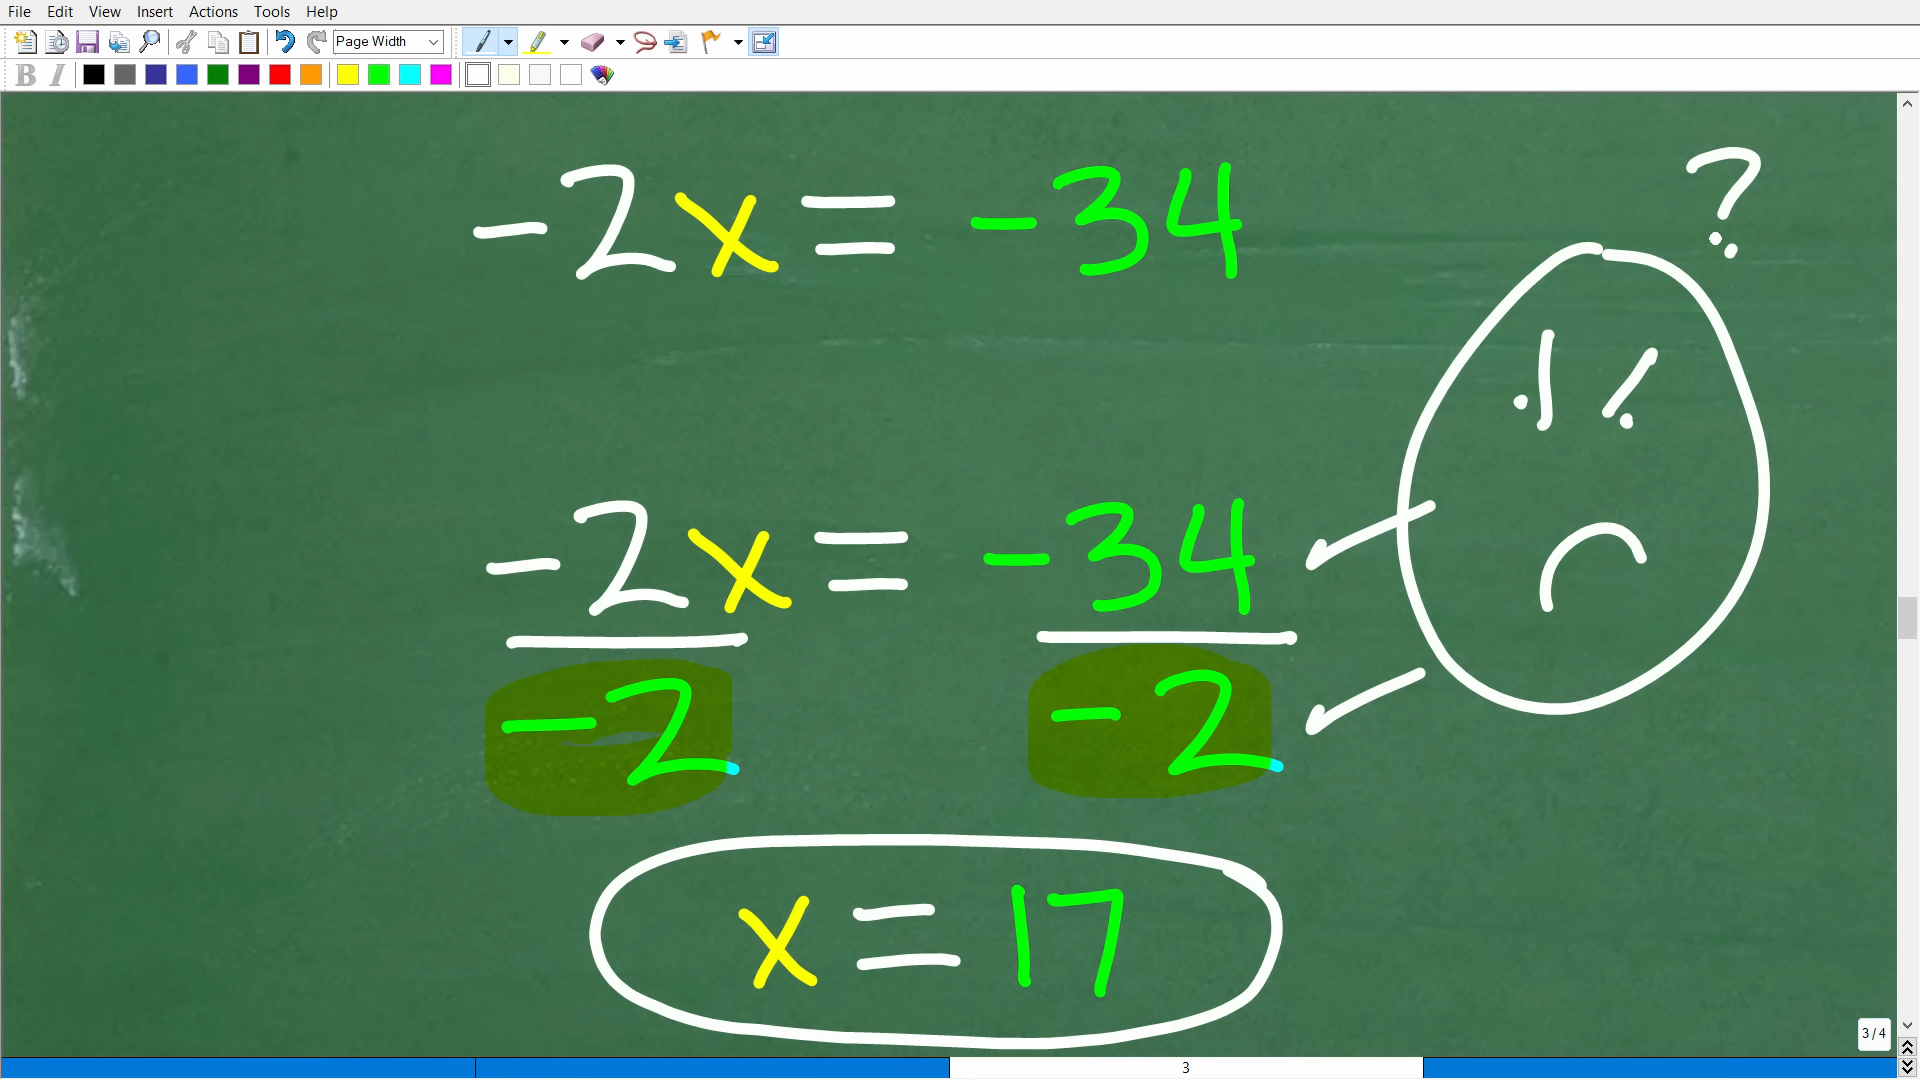 File Edit View Insert Actions Tools Help
Page Width
B I
?
-2x = -34
-2x = -34
-2 -2
x = 17
3 / 4
3